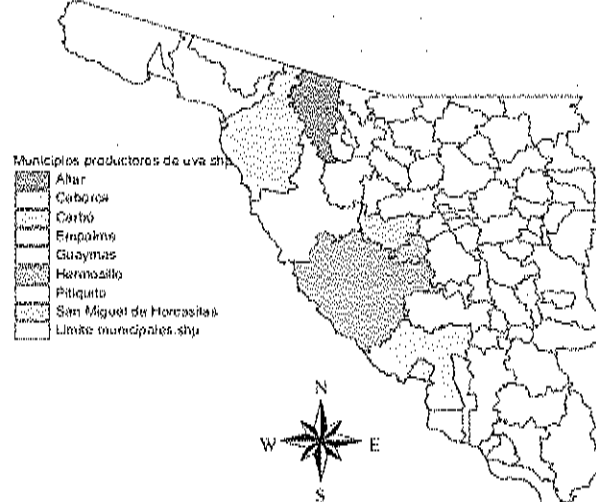 Municipios productores de uva.shp
Altar
Caborca
Carbó
Empalme
Guaymas
Hermosillo
Pitiquito
San Miguel de Horcasitas
Limite municipales.shp
N
W E
S